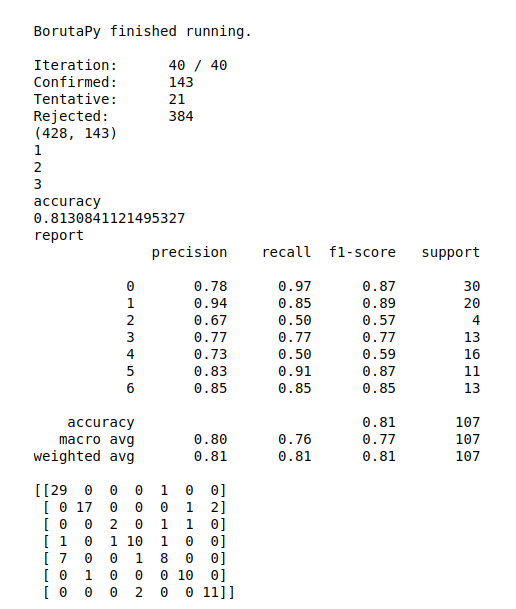 BorutaPy finished running.
Iteration: 40 / 40
Confirmed: 143
Tentative: 21
Rejected: 384
(428, 143)
1
2
3
accuracy
0.8130841121495327
report
precision recall f1-score support
0 0.78 0.97 0.87 30
1 0.94 0.85 0.89 20
2 0.67 0.50 0.57 4
3 0.77 0.77 0.77 13
4 0.73 0.50 0.59 16
5 0.83 0.91 0.87 11
6 0.85 0.85 0.85 13
accuracy 0.81 107
macro avg 0.80 0.76 0.77 107
weighted avg 0.81 0.81 0.81 107
[[29 0 0 0 1 0 0]
[ 0 17 0 0 0 1 2]
[ 0 0 2 0 1 1 0]
[ 1 0 1 10 1 0 0]
[ 7 0 0 1 8 0 0]
[ 0 1 0 0 0 10 0]
[ 0 0 0 2 0 0 11]]